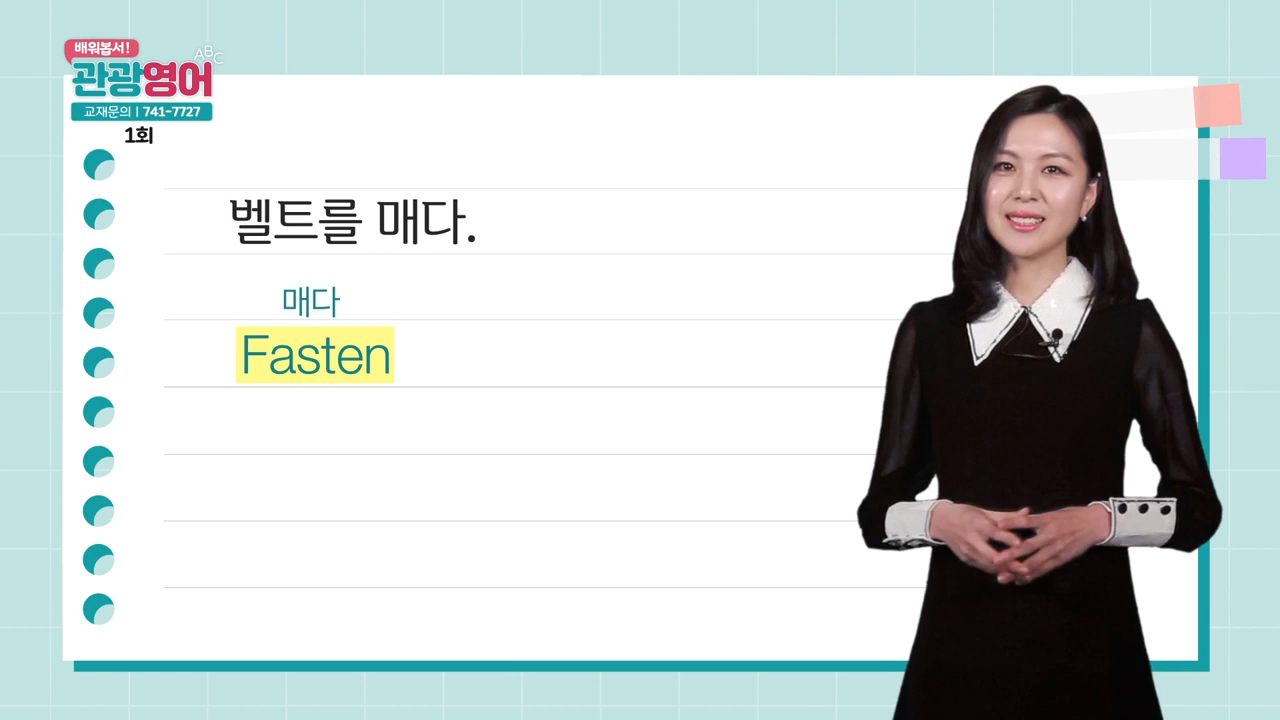 배워봅서!
ABC
관광영어
교재문의 | 741-7727
1회
벨트를 매다.
매다
Fasten